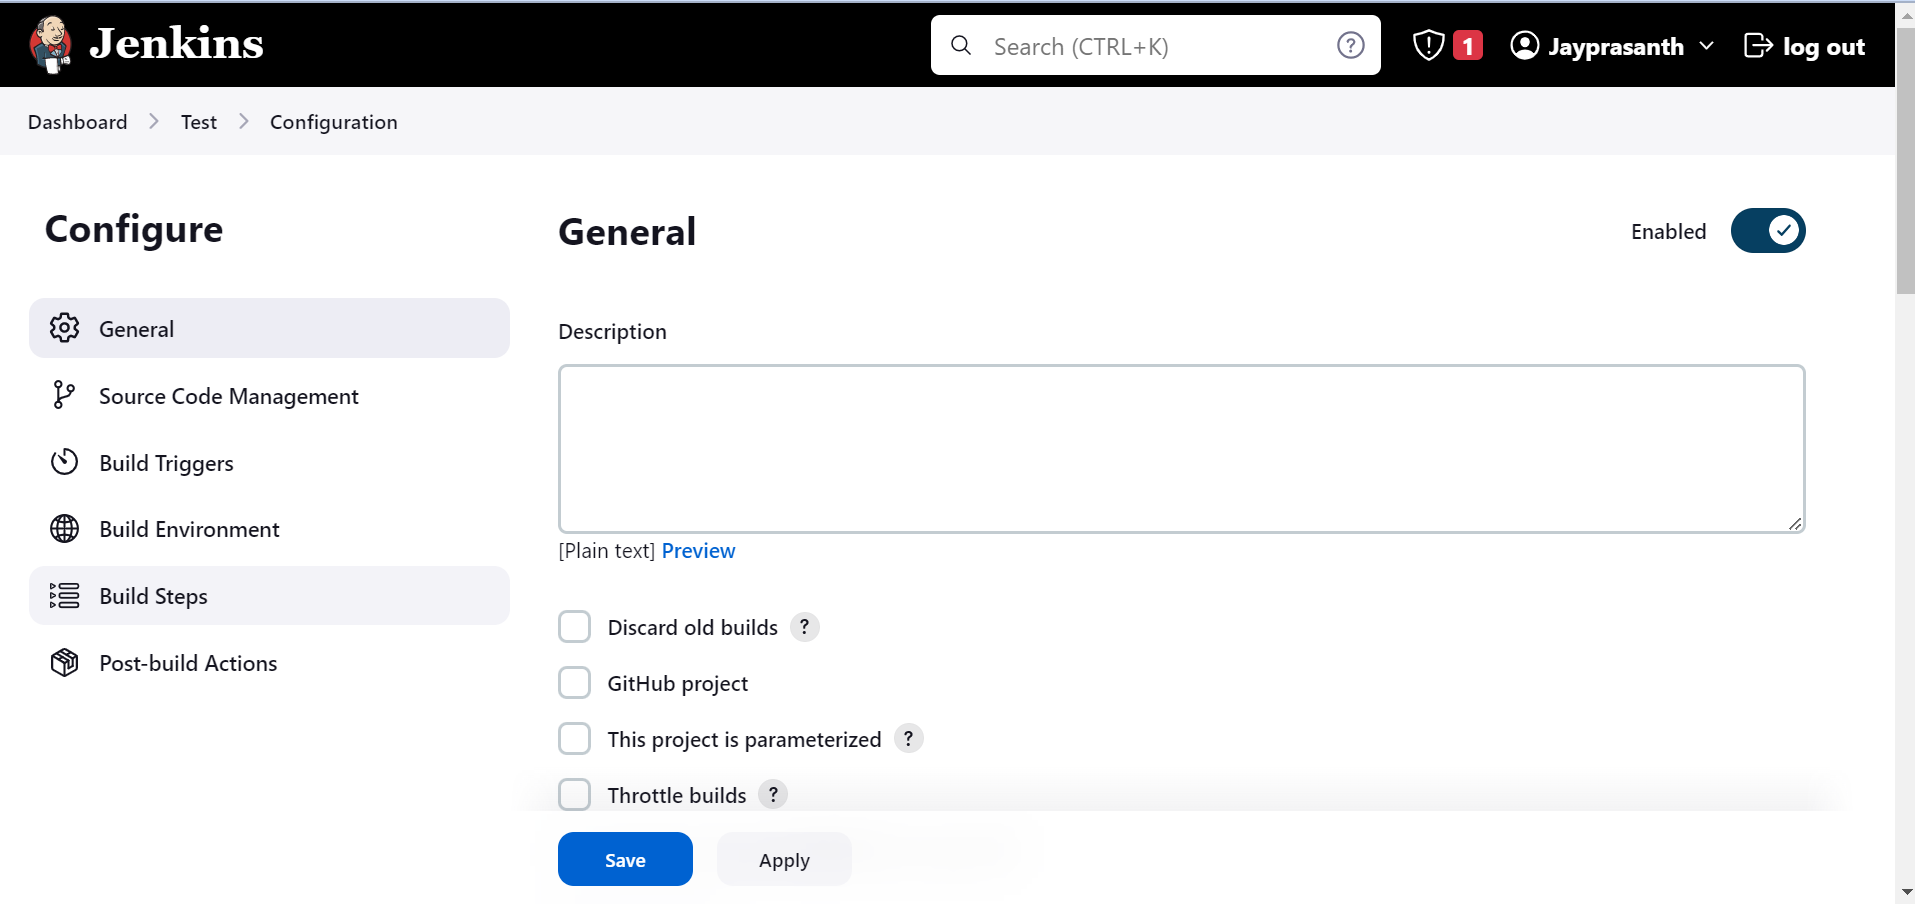 Jenkins
Search (CTRL+K)
?
1
Jayprasanth
log out
Dashboard
Test
Configuration
Configure
General
Source Code Management
Build Triggers
Build Environment
Build Steps
Post-build Actions
General
Enabled
Description
[Plain text] Preview
Discard old builds ?
GitHub project
This project is parameterized ?
Throttle builds ?
Save
Apply